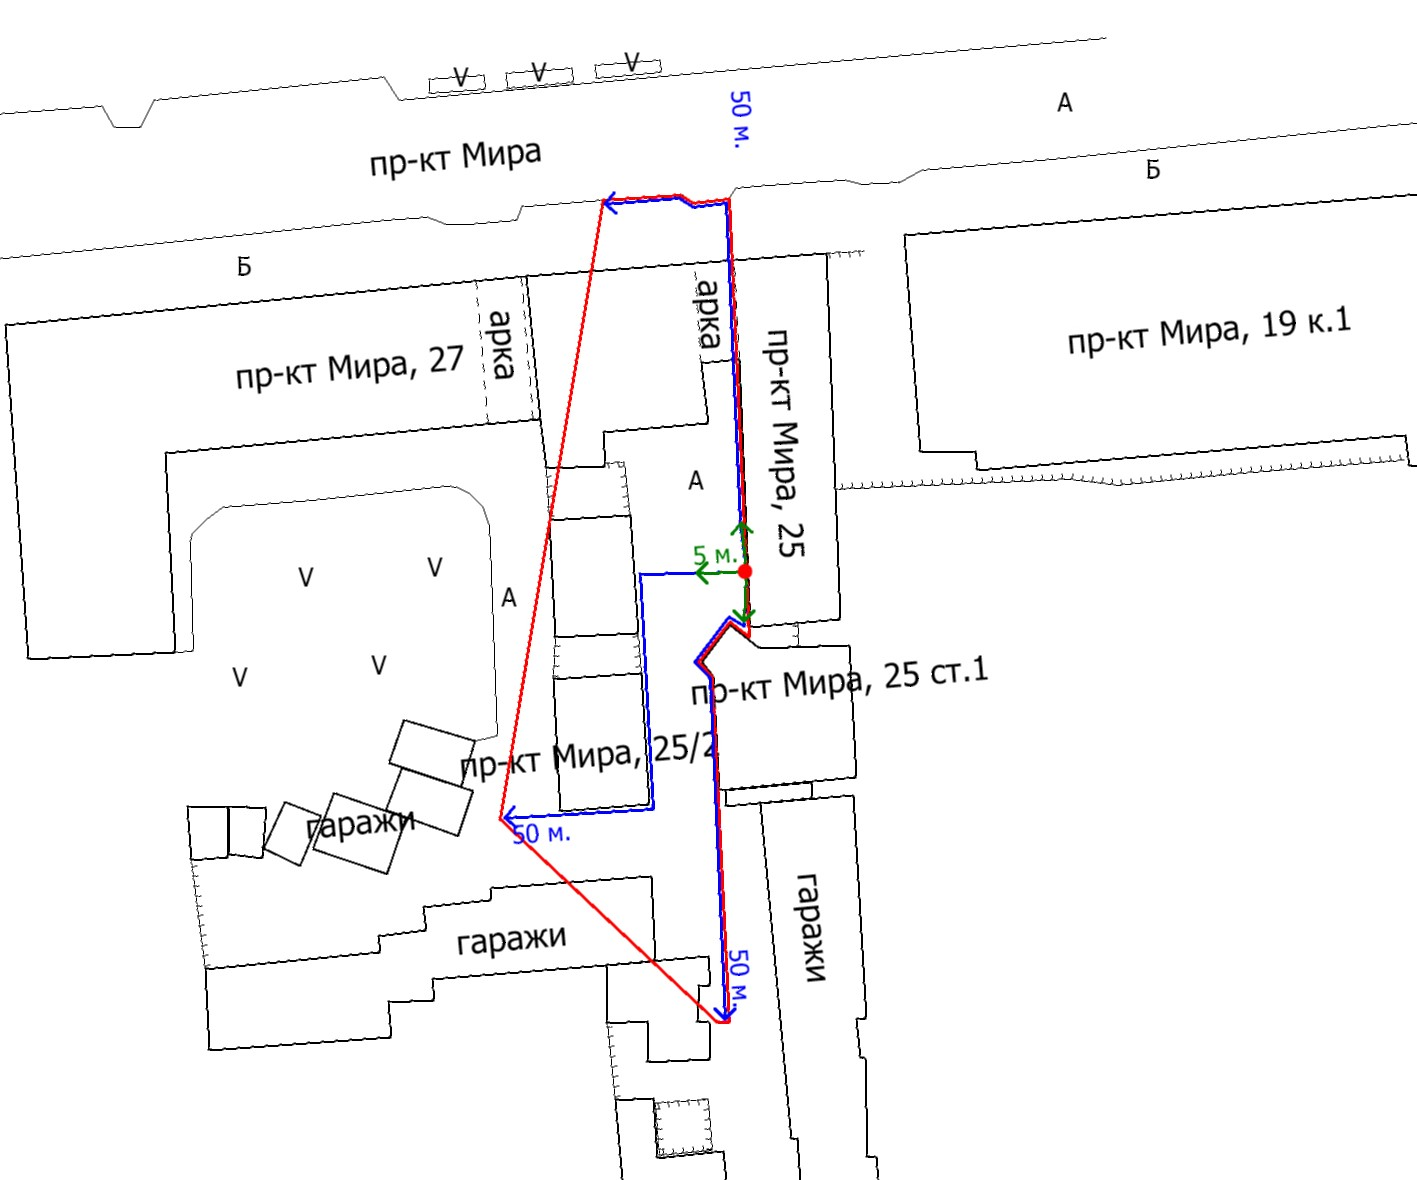 V
V
V
50 м.
А
пр-кт Мира
Б
Б
арка
арка
пр-кт Мира, 27
пр-кт Мира, 25
пр-кт Мира, 19 к.1
А
5 м.
V
V
А
V
V
пр-кт Мира, 25 ст.1
пр-кт Мира, 25/2
гаражи
50 м.
гаражи
гаражи
50 м.